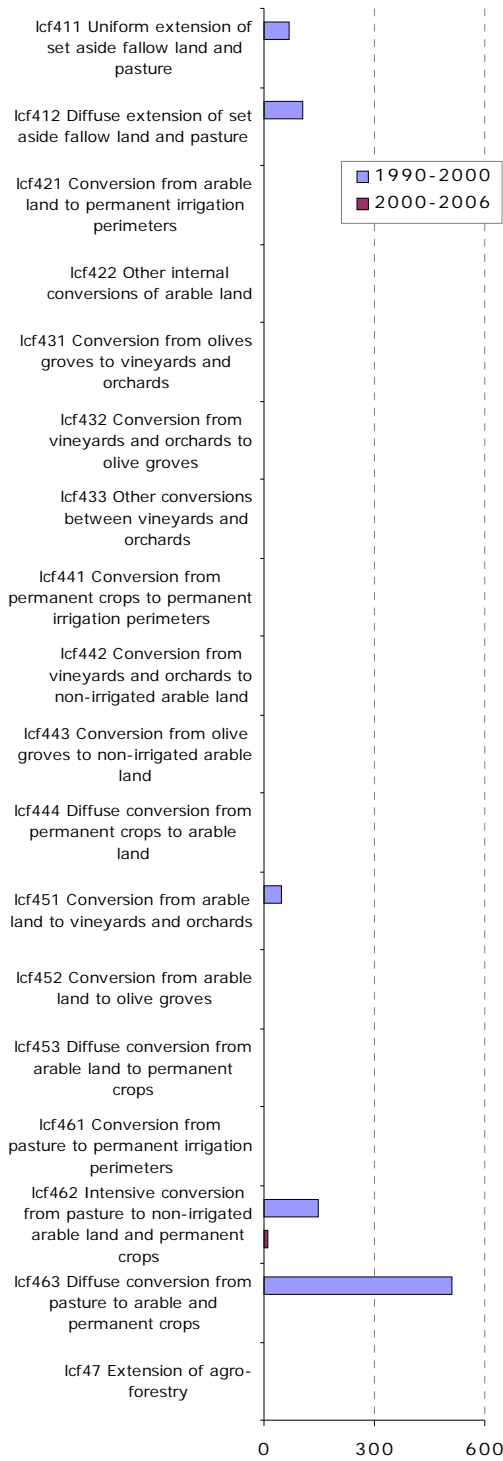 lcf411 Uniform extension of
set aside fallow land and
pasture
lcf412 Diffuse extension of set
aside fallow land and pasture
1990-2000
2000-2006
lcf421 Conversion from arable
land to permanent irrigation
perimeters
lcf422 Other internal
conversions of arable land
lcf431 Conversion from olives
groves to vineyards and
orchards
lcf432 Conversion from
vineyards and orchards to
olive groves
lcf433 Other conversions
between vineyards and
orchards
lcf441 Conversion from
permanent crops to permanent
irrigation perimeters
lcf442 Conversion from
vineyards and orchards to
non-irrigated arable land
lcf443 Conversion from olive
groves to non-irrigated arable
land
lcf444 Diffuse conversion from
permanent crops to arable
land
lcf451 Conversion from arable
land to vineyards and orchards
lcf452 Conversion from arable
land to olive groves
lcf453 Diffuse conversion from
arable land to permanent
crops
lcf461 Conversion from
pasture to permanent irrigation
perimeters
lcf462 Intensive conversion
from pasture to non-irrigated
arable land and permanent
crops
lcf463 Diffuse conversion from
pasture to arable and
permanent crops
lcf47 Extension of agro-
forestry
0 300 600